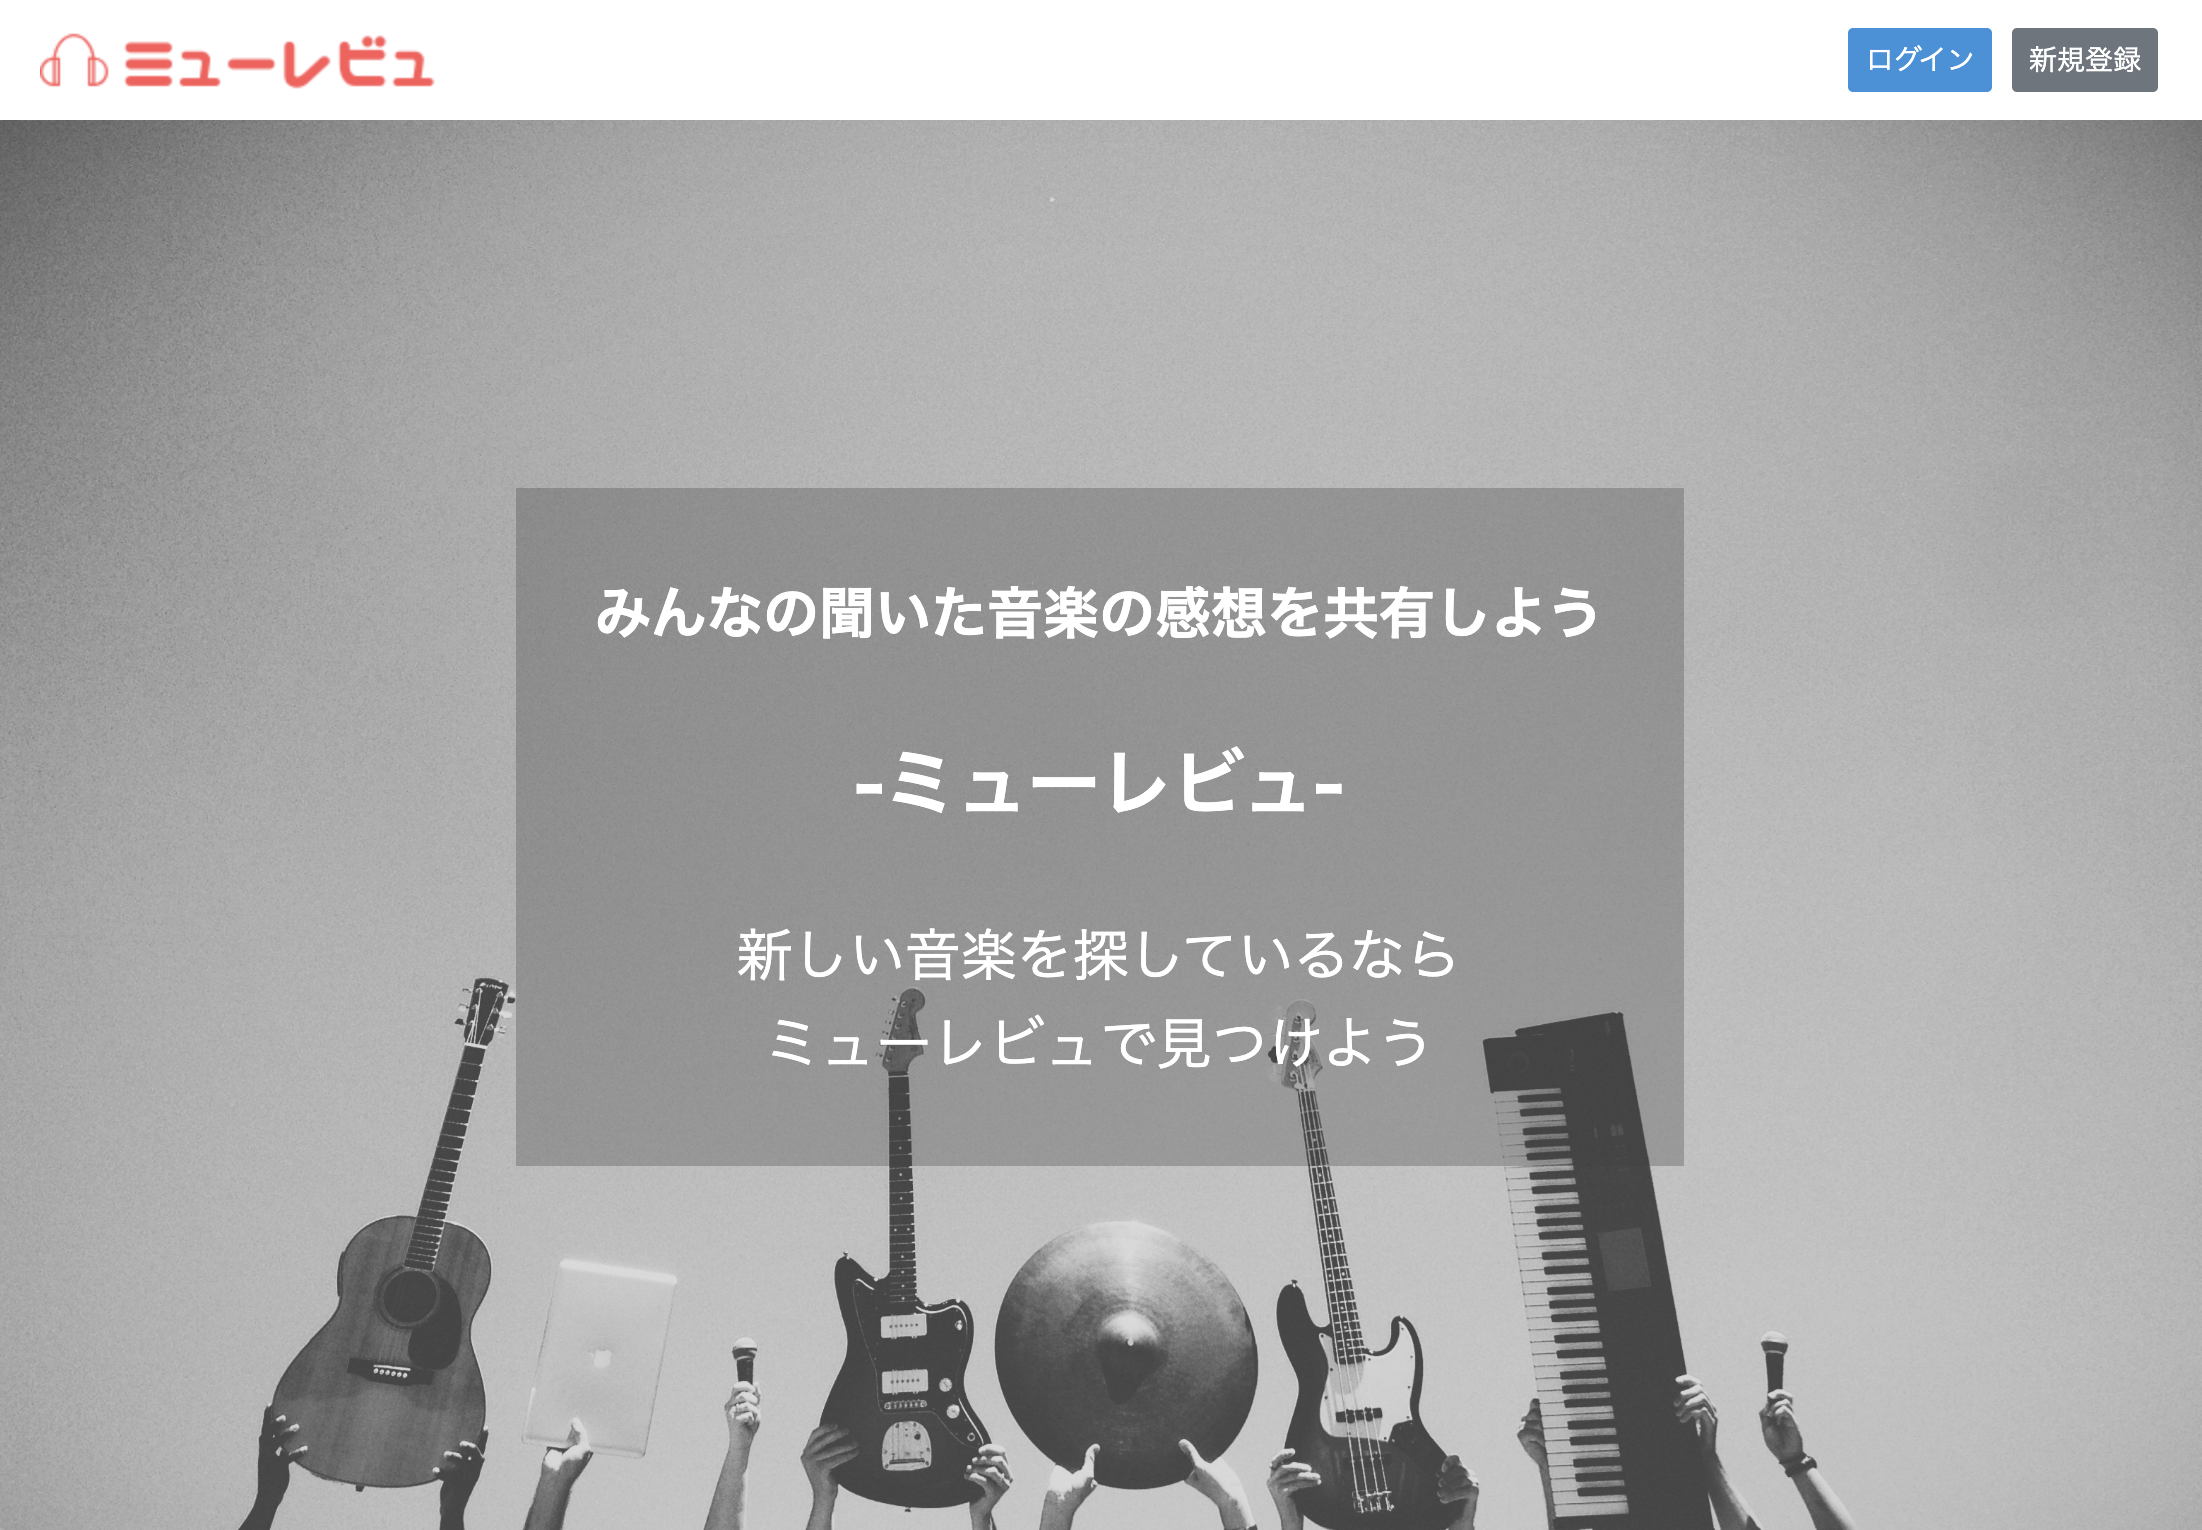 ミューレビュ
ログイン
新規登録
みんなの聞いた音楽の感想を共有しよう
-ミューレビュ-
新しい音楽を探しているなら
ミューレビュで見つけよう